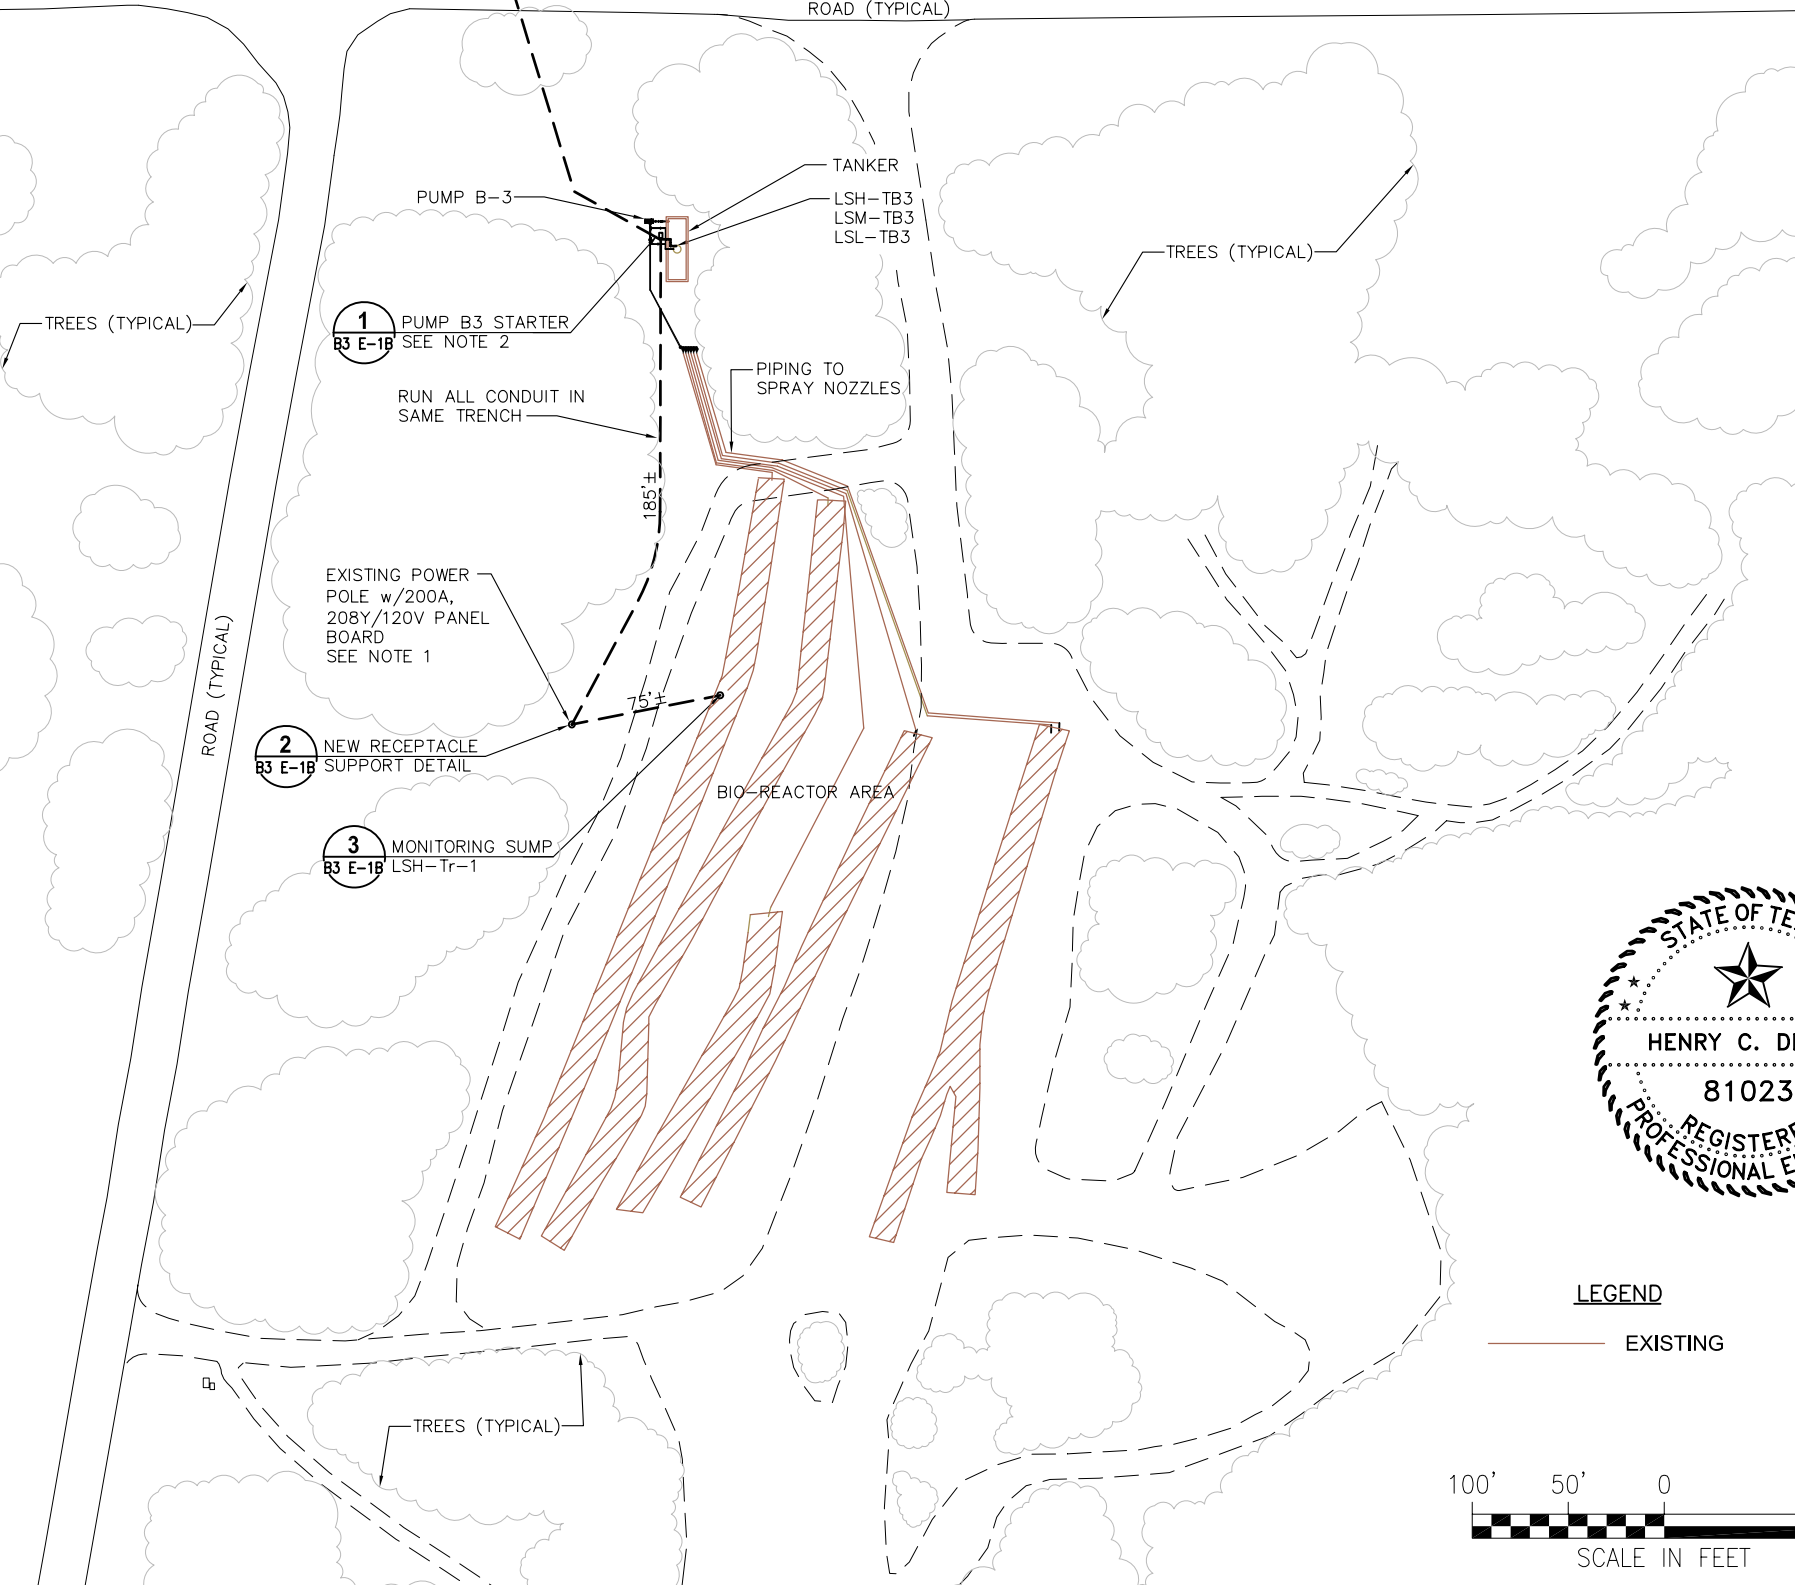 ROAD (TYPICAL)
TANKER
PUMP B-3
LSH-TB3
LSM-TB3
LSL-TB3
TREES (TYPICAL)
TREES (TYPICAL)
1
B3 E-1B
PUMP B3 STARTER
SEE NOTE 2
PIPING TO
SPRAY NOZZLES
RUN ALL CONDUIT IN
SAME TRENCH
185'±
EXISTING POWER
POLE w/200A,
208Y/120V PANEL
BOARD
SEE NOTE 1
ROAD (TYPICAL)
75'±
2
B3 E-1B
NEW RECEPTACLE
SUPPORT DETAIL
BIO-REACTOR AREA
3
B3 E-1B
MONITORING SUMP
LSH-Tr-1
STATE OF TE
HENRY C. D
81023
REGISTER
PROFESSIONAL E
LEGEND
EXISTING
TREES (TYPICAL)
100' 50' 0
SCALE IN FEET